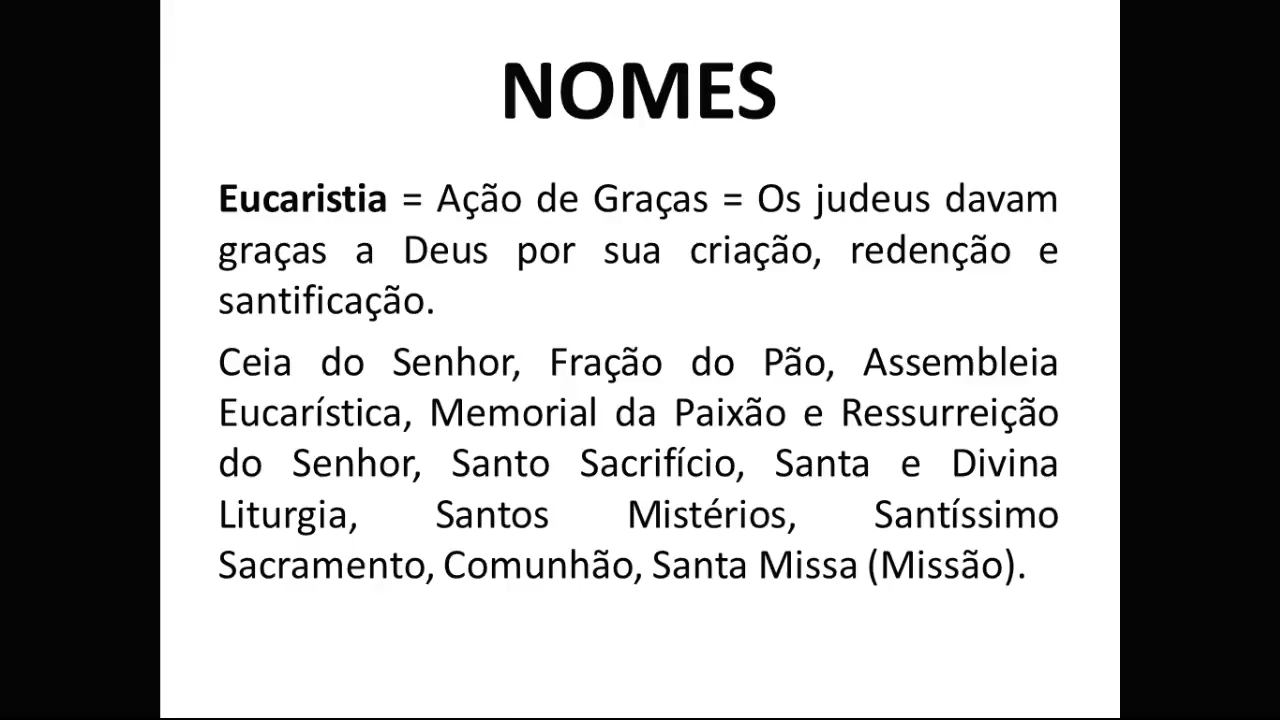 NOMES
Eucaristia = Ação de Graças = Os judeus davam
graças a Deus por sua criação, redenção e
santificação.
Ceia do Senhor, Fração do Pão, Assembleia
Eucarística, Memorial da Paixão e Ressurreição
do Senhor, Santo Sacrifício, Santa e Divina
Liturgia, Santos Mistérios, Santíssimo
Sacramento, Comunhão, Santa Missa (Missão).